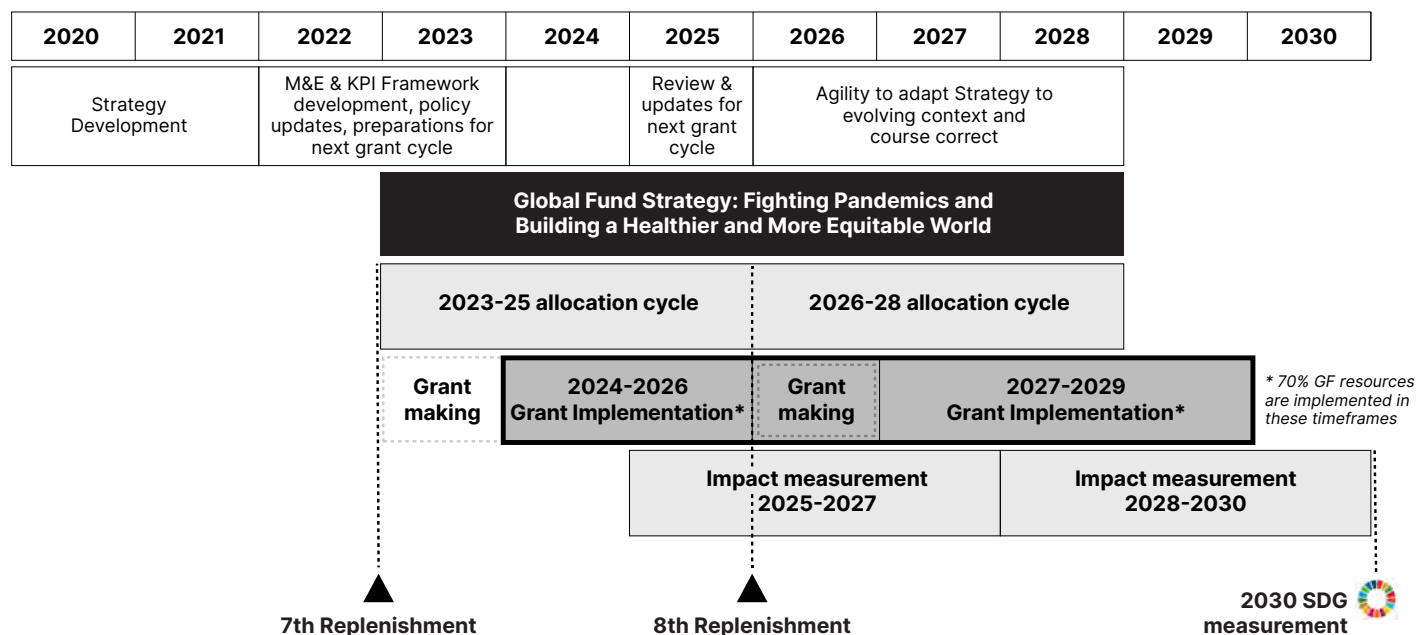 2020 2021 2022 2023 2024 2025 2026 2027 2028 2029 2030
Strategy
Development
M&E & KPI Framework
development, policy
updates, preparations for
next grant cycle
Review &
updates for
next grant
cycle
Agility to adapt Strategy to
evolving context and
course correct
Global Fund Strategy: Fighting Pandemics and
Building a Healthier and More Equitable World
2023-25 allocation cycle
2026-28 allocation cycle
Grant
making
2024-2026
Grant Implementation*
Grant
making
2027-2029
Grant Implementation*
* 70% GF resources
are implemented in
these timeframes
Impact measurement
2025-2027
Impact measurement
2028-2030
7th Replenishment
8th Replenishment
2030 SDG
measurement